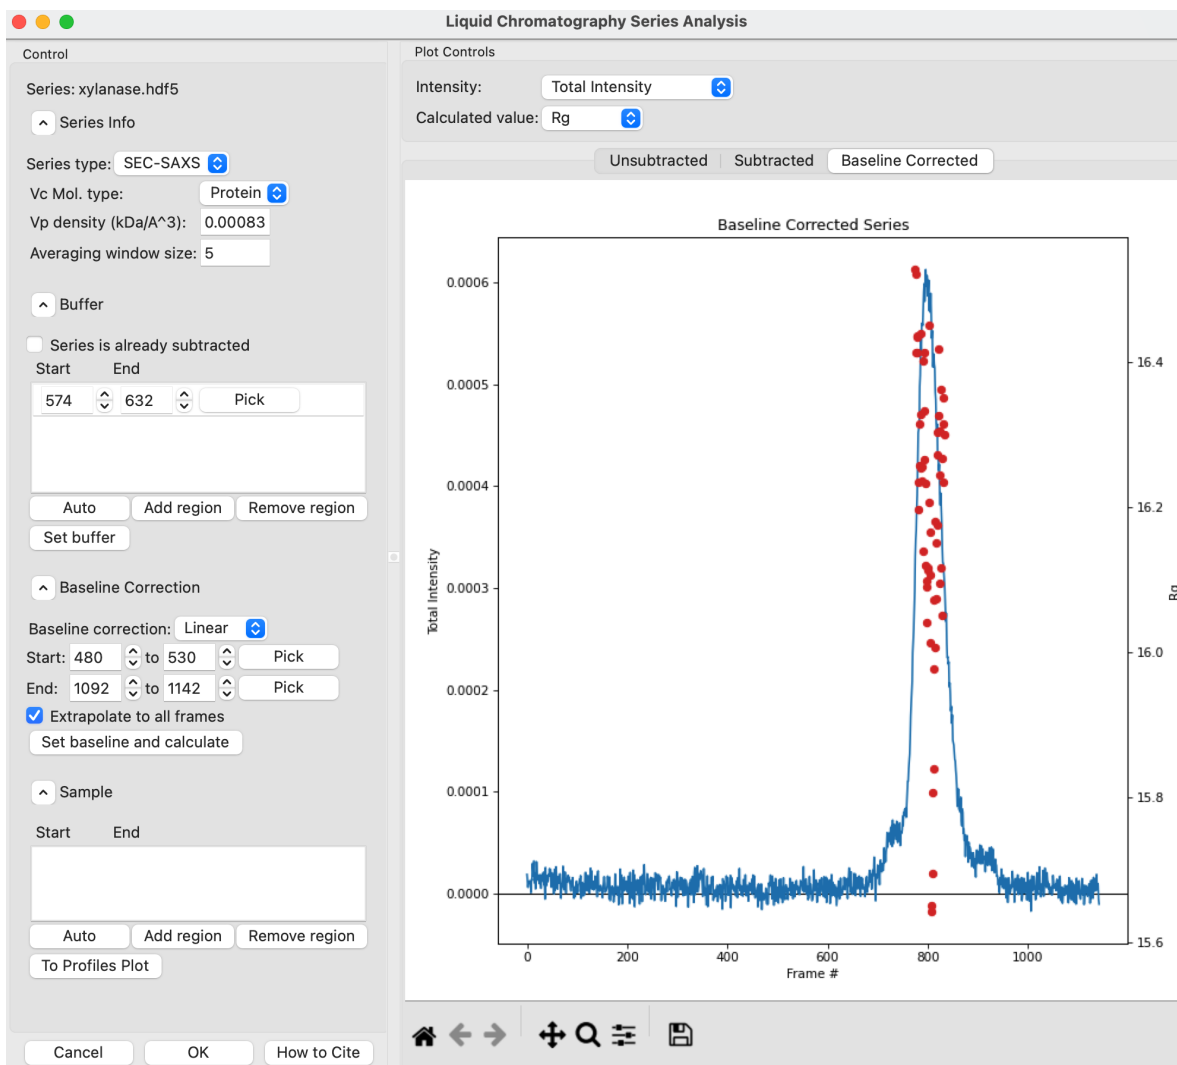 Liquid Chromatography Series Analysis
Control
Series: xylanase.hdf5
Series Info
Series type: SEC-SAXS
Vc Mol. type: Protein
Vp density (kDa/A^3): 0.00083
Averaging window size: 5
Buffer
Series is already subtracted
Start End
574 632 Pick
Auto Add region Remove region
Set buffer
Baseline Correction
Baseline correction: Linear
Start: 480 to 530 Pick
End: 1092 to 1142 Pick
Extrapolate to all frames
Set baseline and calculate
Sample
Start End
Auto Add region Remove region
To Profiles Plot
Cancel OK How to Cite
Plot Controls
Intensity: Total Intensity
Calculated value: Rg
Unsubtracted Subtracted Baseline Corrected
Baseline Corrected Series
0.0006
0.0005
0.0004
0.0003
0.0002
0.0001
0.0000
Total Intensity
16.4
16.2
16.0
15.8
15.6
Rg
0 200 400 600 800 1000
Frame #